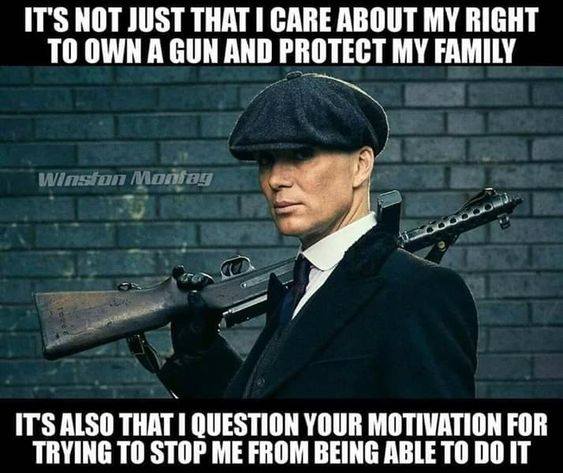 IT'S NOT JUST THAT I CARE ABOUT MY RIGHT
TO OWN A GUN AND PROTECT MY FAMILY
Winston Montag
IT'S ALSO THAT I QUESTION YOUR MOTIVATION FOR
TRYING TO STOP ME FROM BEING ABLE TO DO IT